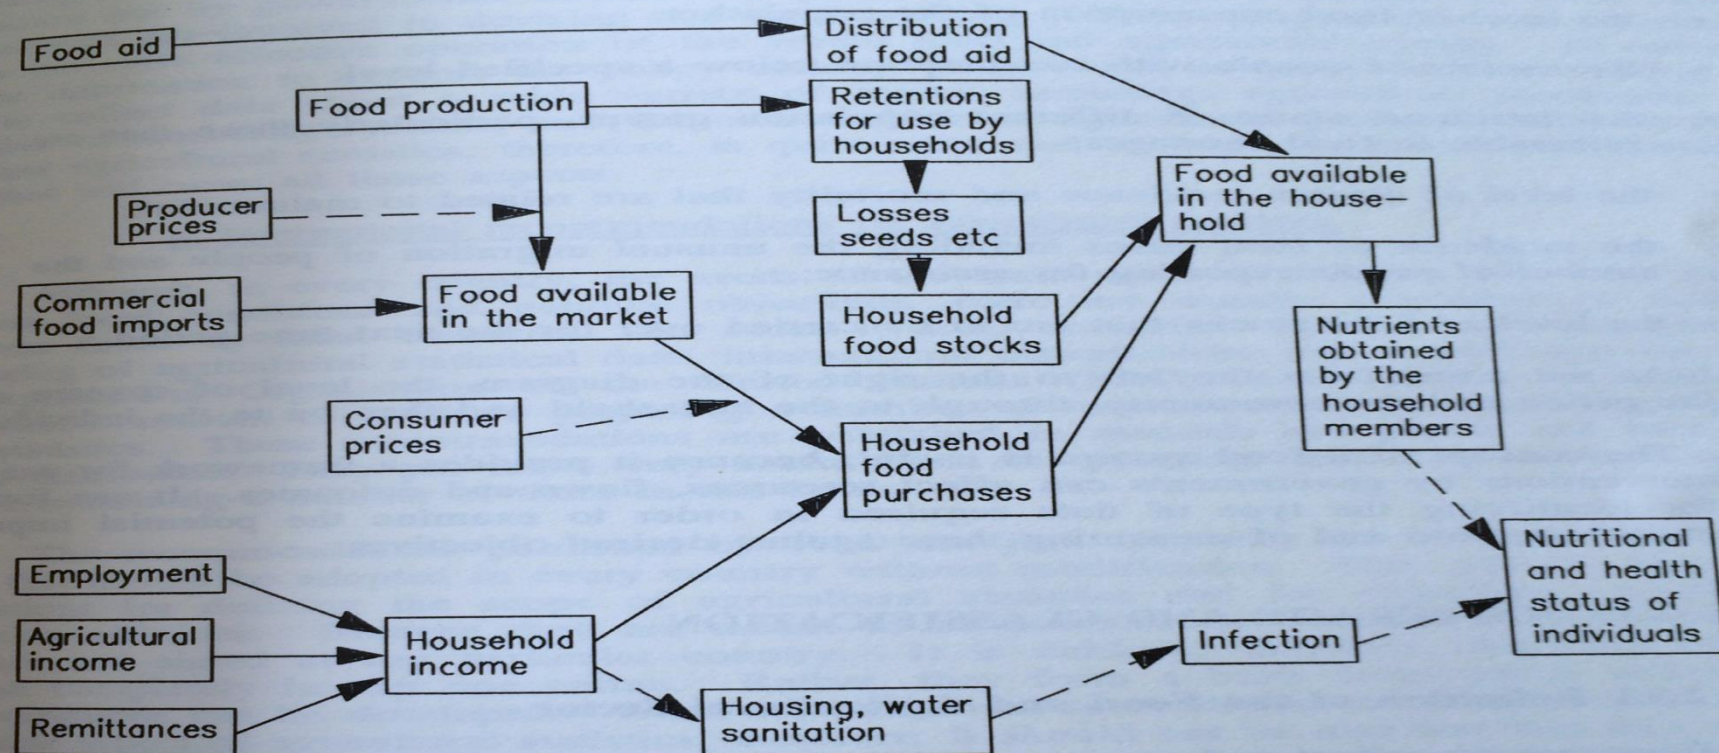 Food aid
Distribution
of food aid
Food production
Retentions
for use by
households
Producer
prices
Losses
seeds etc
Food available
in the house-
hold
Commercial
food imports
Food available
in the market
Household
food stocks
Nutrients
obtained
by the
household
members
Consumer
prices
Household
food
purchases
Employment
Agricultural
income
Remittances
Household
income
Housing, water
sanitation
Infection
Nutritional
and health
status of
individuals